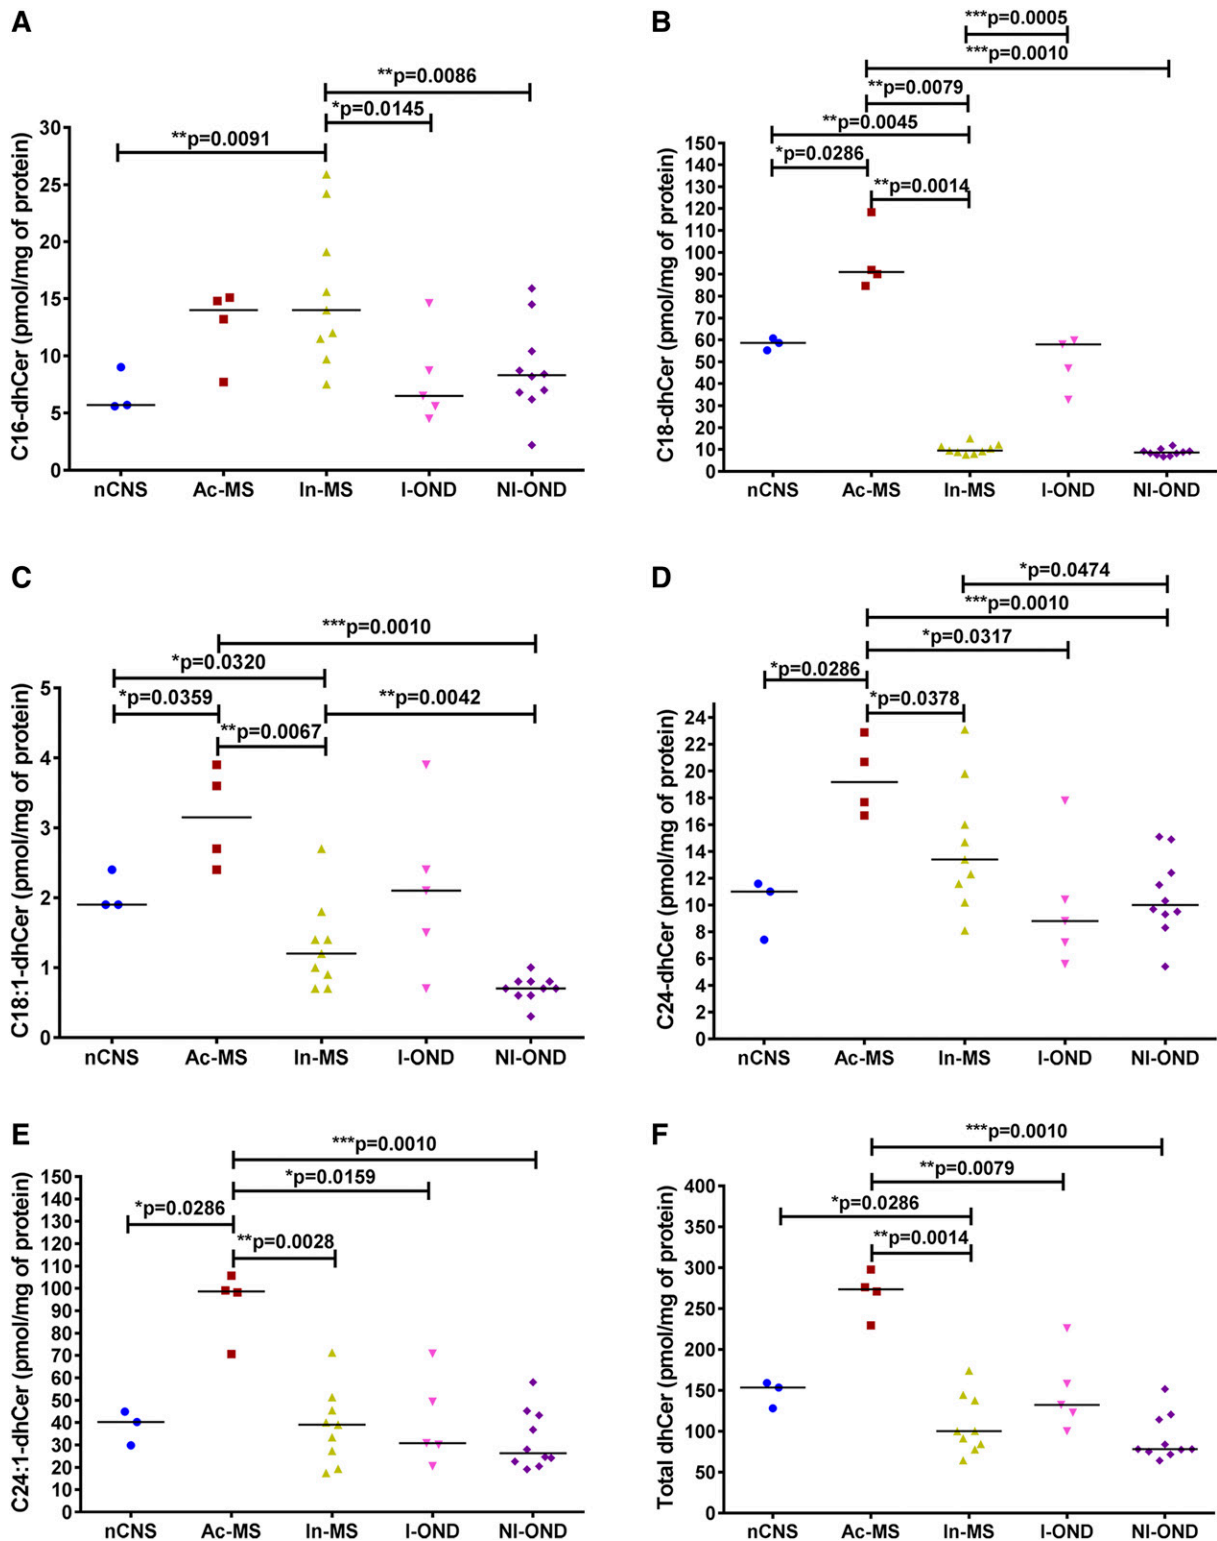 A
**p=0.0086
*p=0.0145
**p=0.0091
C16-dhCer (pmol/mg of protein)
30
25
20
15
10
5
0
nCNS Ac-MS In-MS I-OND NI-OND
B
***p=0.0005
***p=0.0010
**p=0.0079
**p=0.0045
*p=0.0286
**p=0.0014
C18-dhCer (pmol/mg of protein)
150
140
130
120
110
100
90
80
70
60
50
40
30
20
10
0
nCNS Ac-MS In-MS I-OND NI-OND
C
***p=0.0010
*p=0.0320
*p=0.0359
**p=0.0042
**p=0.0067
C18:1-dhCer (pmol/mg of protein)
5
4
3
2
1
0
nCNS Ac-MS In-MS I-OND NI-OND
D
*p=0.0474
***p=0.0010
*p=0.0317
*p=0.0286
*p=0.0378
C24-dhCer (pmol/mg of protein)
24
22
20
18
16
14
12
10
8
6
4
2
0
nCNS Ac-MS In-MS I-OND NI-OND
E
***p=0.0010
*p=0.0159
*p=0.0286
**p=0.0028
C24:1-dhCer (pmol/mg of protein)
150
140
130
120
110
100
90
80
70
60
50
40
30
20
10
0
nCNS Ac-MS In-MS I-OND NI-OND
F
***p=0.0010
**p=0.0079
*p=0.0286
**p=0.0014
Total dhCer (pmol/mg of protein)
400
350
300
250
200
150
100
50
0
nCNS Ac-MS In-MS I-OND NI-OND